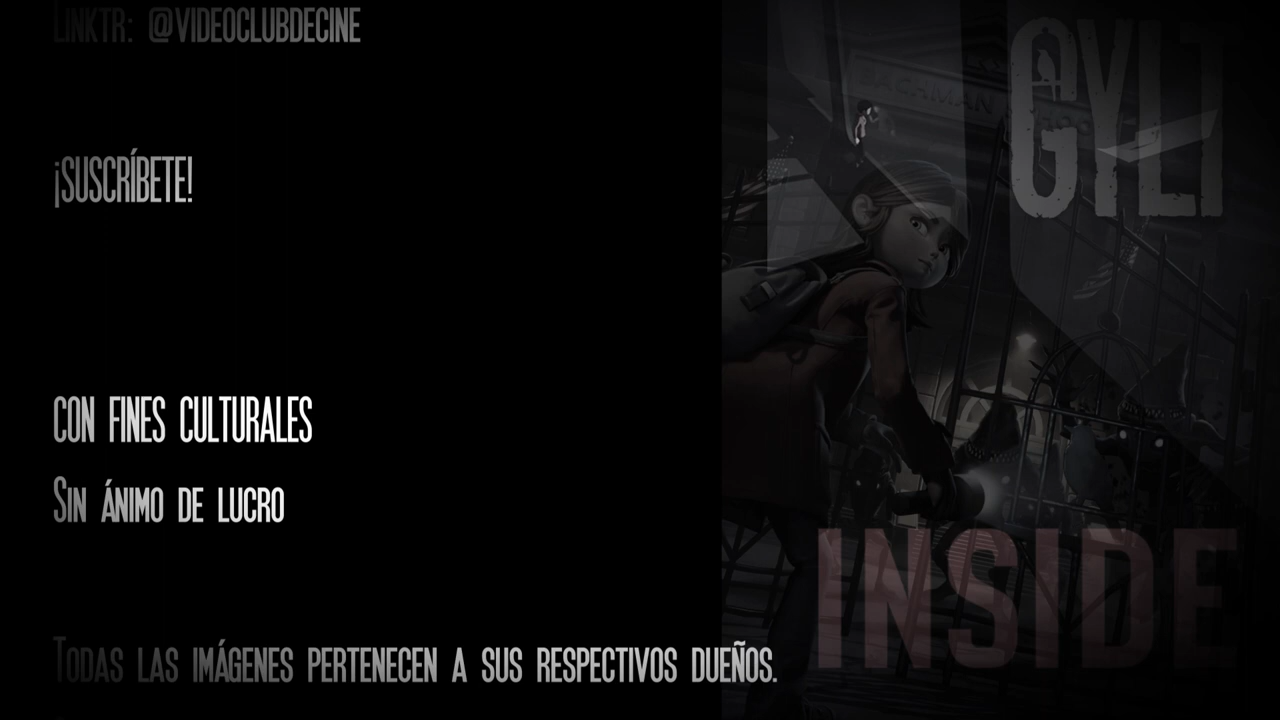 LINKTR: @VIDEOCLUBDECINE
¡SUSCRÍBETE!
CON FINES CULTURALES
SIN ÁNIMO DE LUCRO
TODAS LAS IMÁGENES PERTENECEN A SUS RESPECTIVOS DUEÑOS.
GYLT
INSIDE